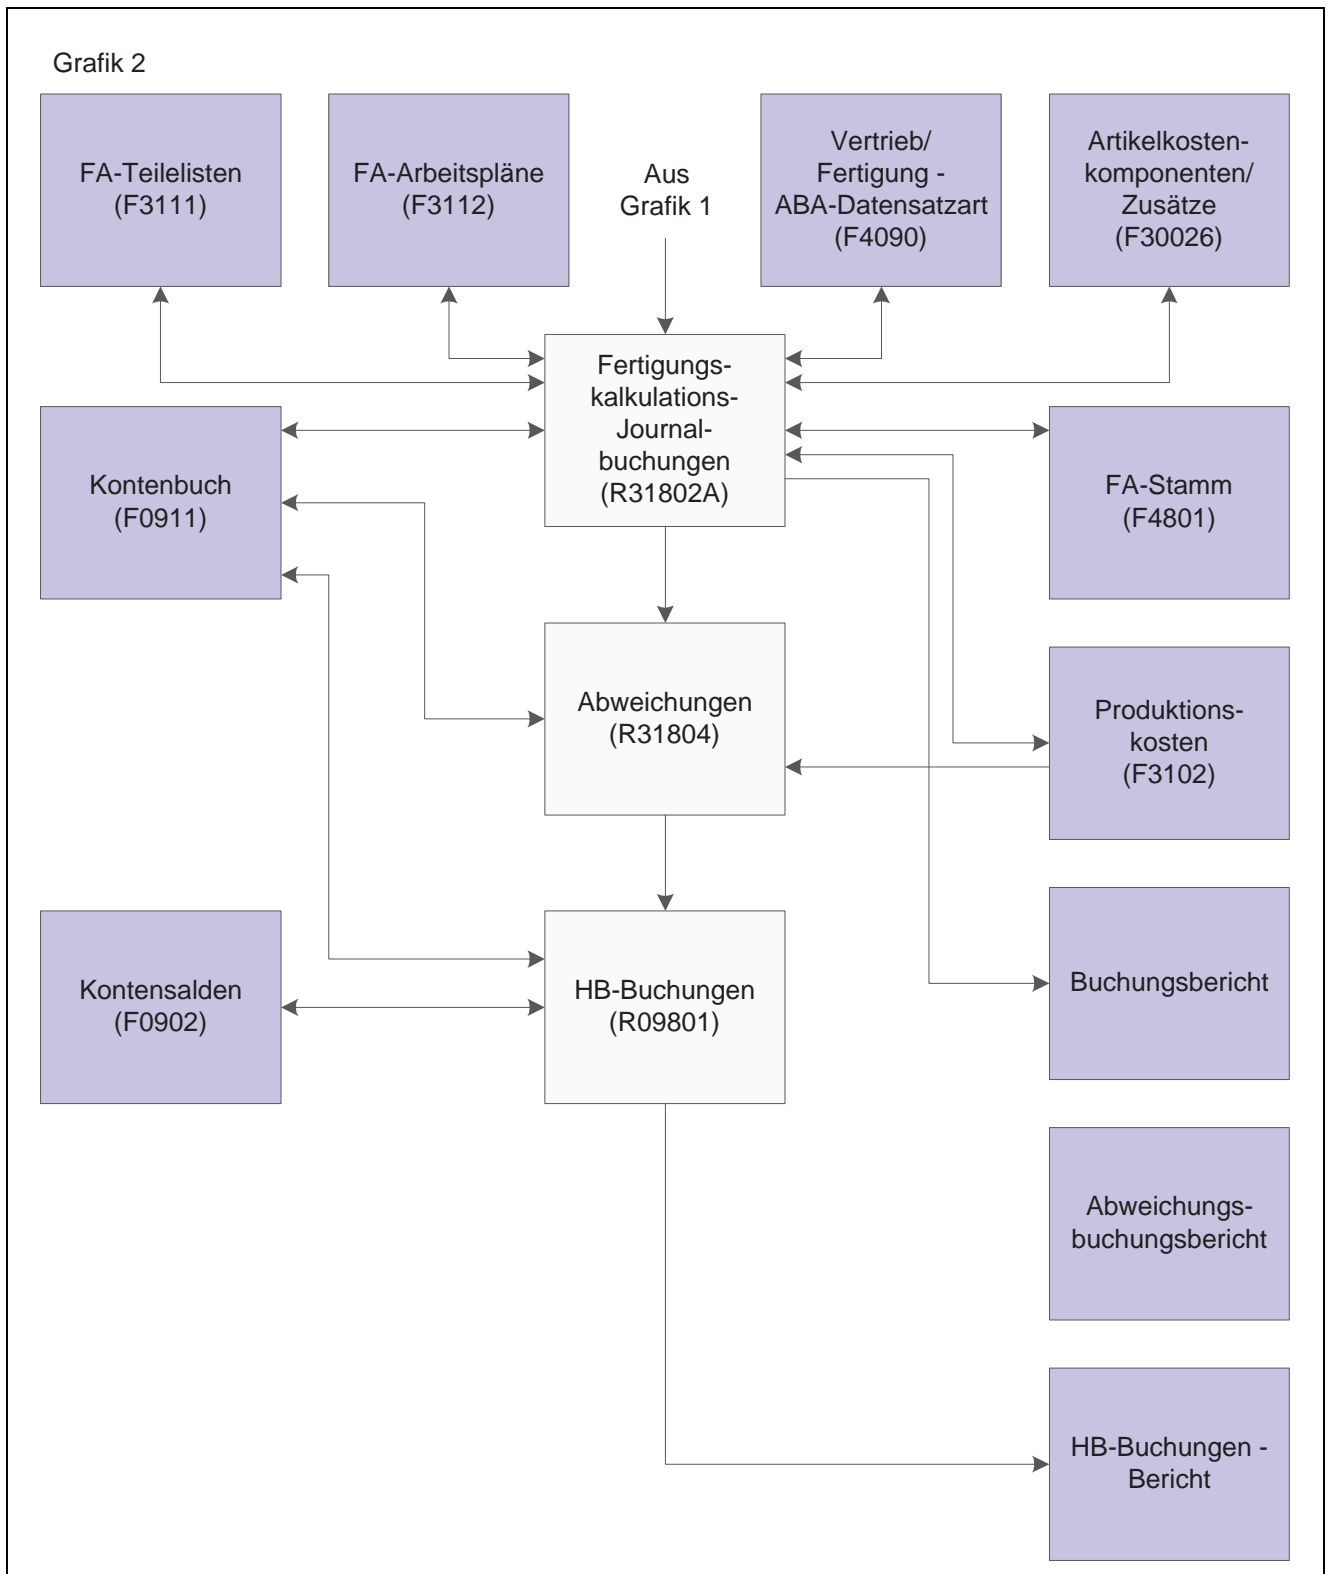 Grafik 2
FA-Teilelisten
(F3111)
FA-Arbeitspläne
(F3112)
Aus
Grafik 1
Vertrieb/
Fertigung -
ABA-Datensatzart
(F4090)
Artikelkosten-
komponenten/
Zusätze
(F30026)
Fertigungs-
kalkulations-
Journal-
buchungen
(R31802A)
Kontenbuch
(F0911)
FA-Stamm
(F4801)
Abweichungen
(R31804)
Produktions-
kosten
(F3102)
Kontensalden
(F0902)
HB-Buchungen
(R09801)
Buchungsbericht
Abweichungs-
buchungsbericht
HB-Buchungen -
Bericht